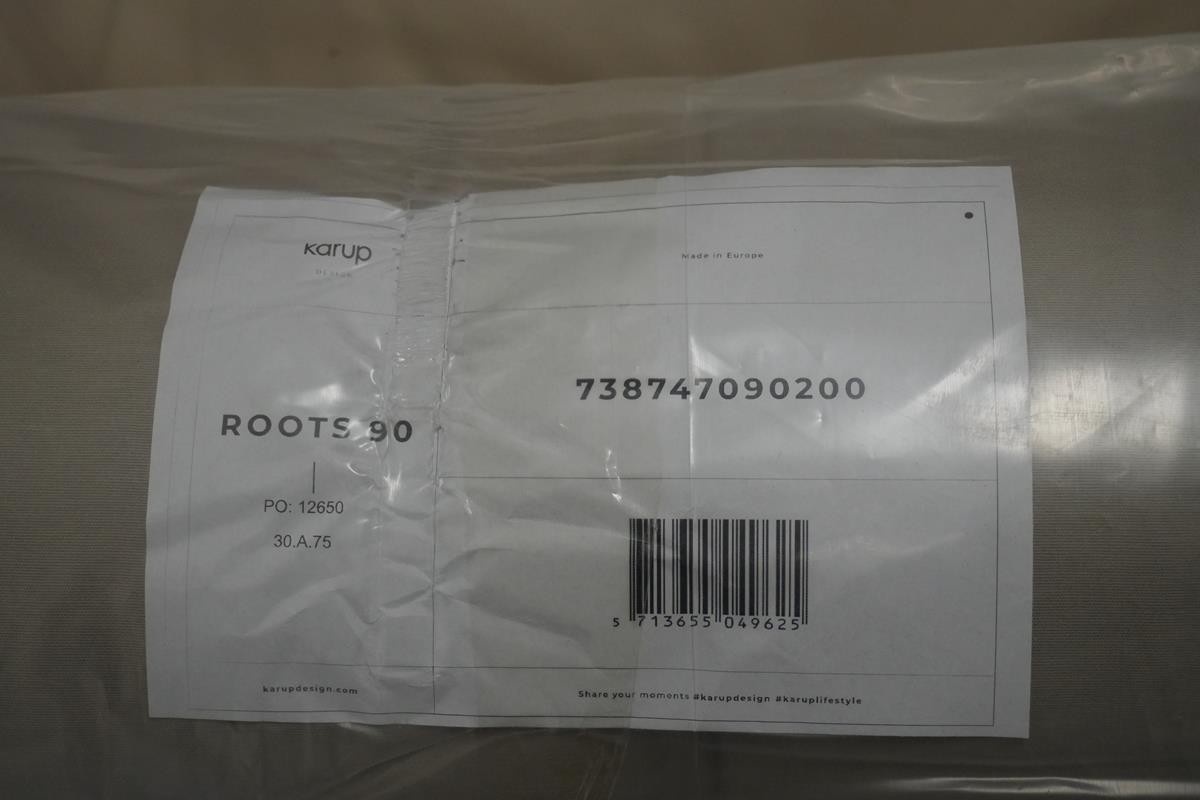 karup
DESIGN
Made in Europe
738747090200
ROOTS 90
PO: 12650
30.A.75
5 713655 049625
karupdesign.com
Share your moments #karupdesign #karuplifestyle